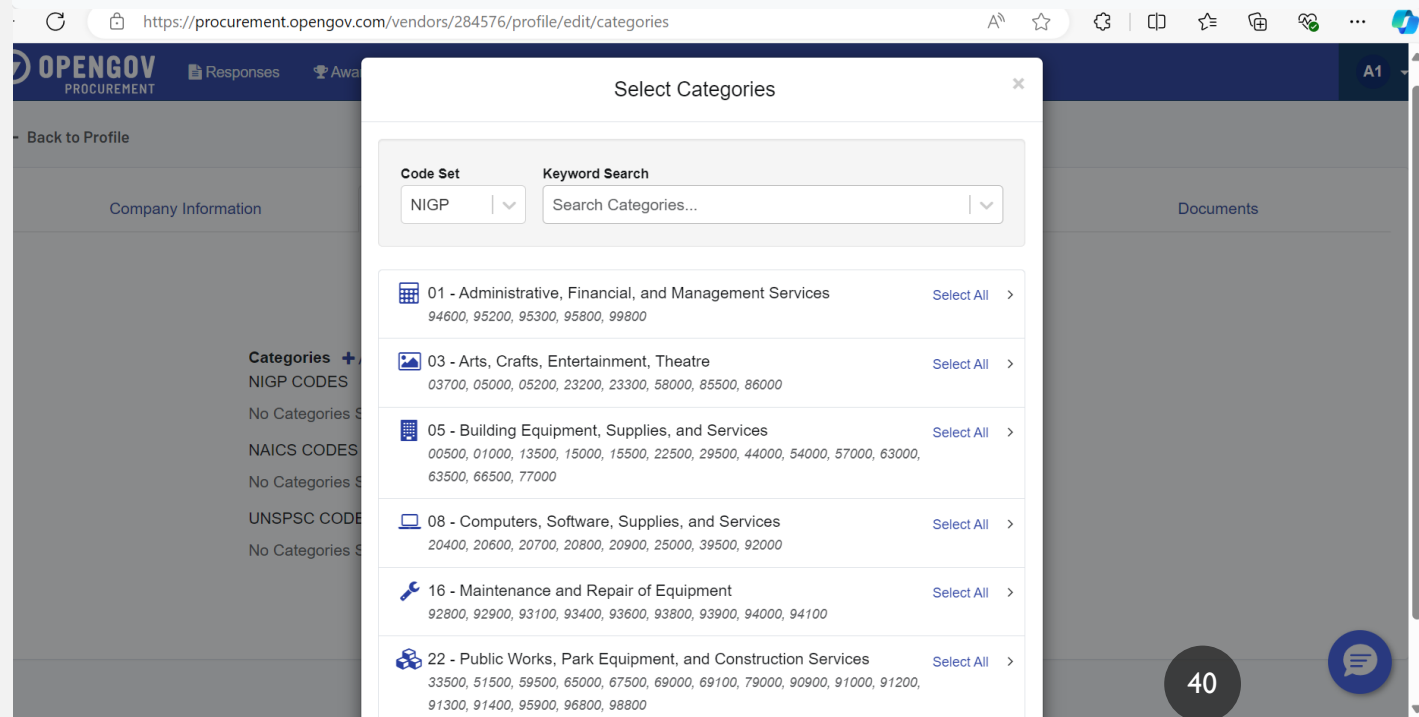 https://procurement.opengov.com/vendors/284576/profile/edit/categories
OPENGOV
PROCUREMENT
Responses
A1
Select Categories
×
Back to Profile
Code Set
Keyword Search
NIGP
Search Categories...
Company Information
Documents
01 - Administrative, Financial, and Management Services
Select All
94600, 95200, 95300, 95800, 99800
03 - Arts, Crafts, Entertainment, Theatre
Select All
03700, 05000, 05200, 23200, 23300, 58000, 85500, 86000
05 - Building Equipment, Supplies, and Services
Select All
00500, 01000, 13500, 15000, 15500, 22500, 29500, 44000, 54000, 57000, 63000,
63500, 66500, 77000
08 - Computers, Software, Supplies, and Services
Select All
20400, 20600, 20700, 20800, 20900, 25000, 39500, 92000
16 - Maintenance and Repair of Equipment
Select All
92800, 92900, 93100, 93400, 93600, 93800, 93900, 94000, 94100
22 - Public Works, Park Equipment, and Construction Services
Select All
33500, 51500, 59500, 65000, 67500, 69000, 69100, 79000, 90900, 91000, 91200,
91300, 91400, 95900, 96800, 98800
Categories
NIGP CODES
No Categories
NAICS CODES
No Categories
UNSPSC CODE
No Categories
40